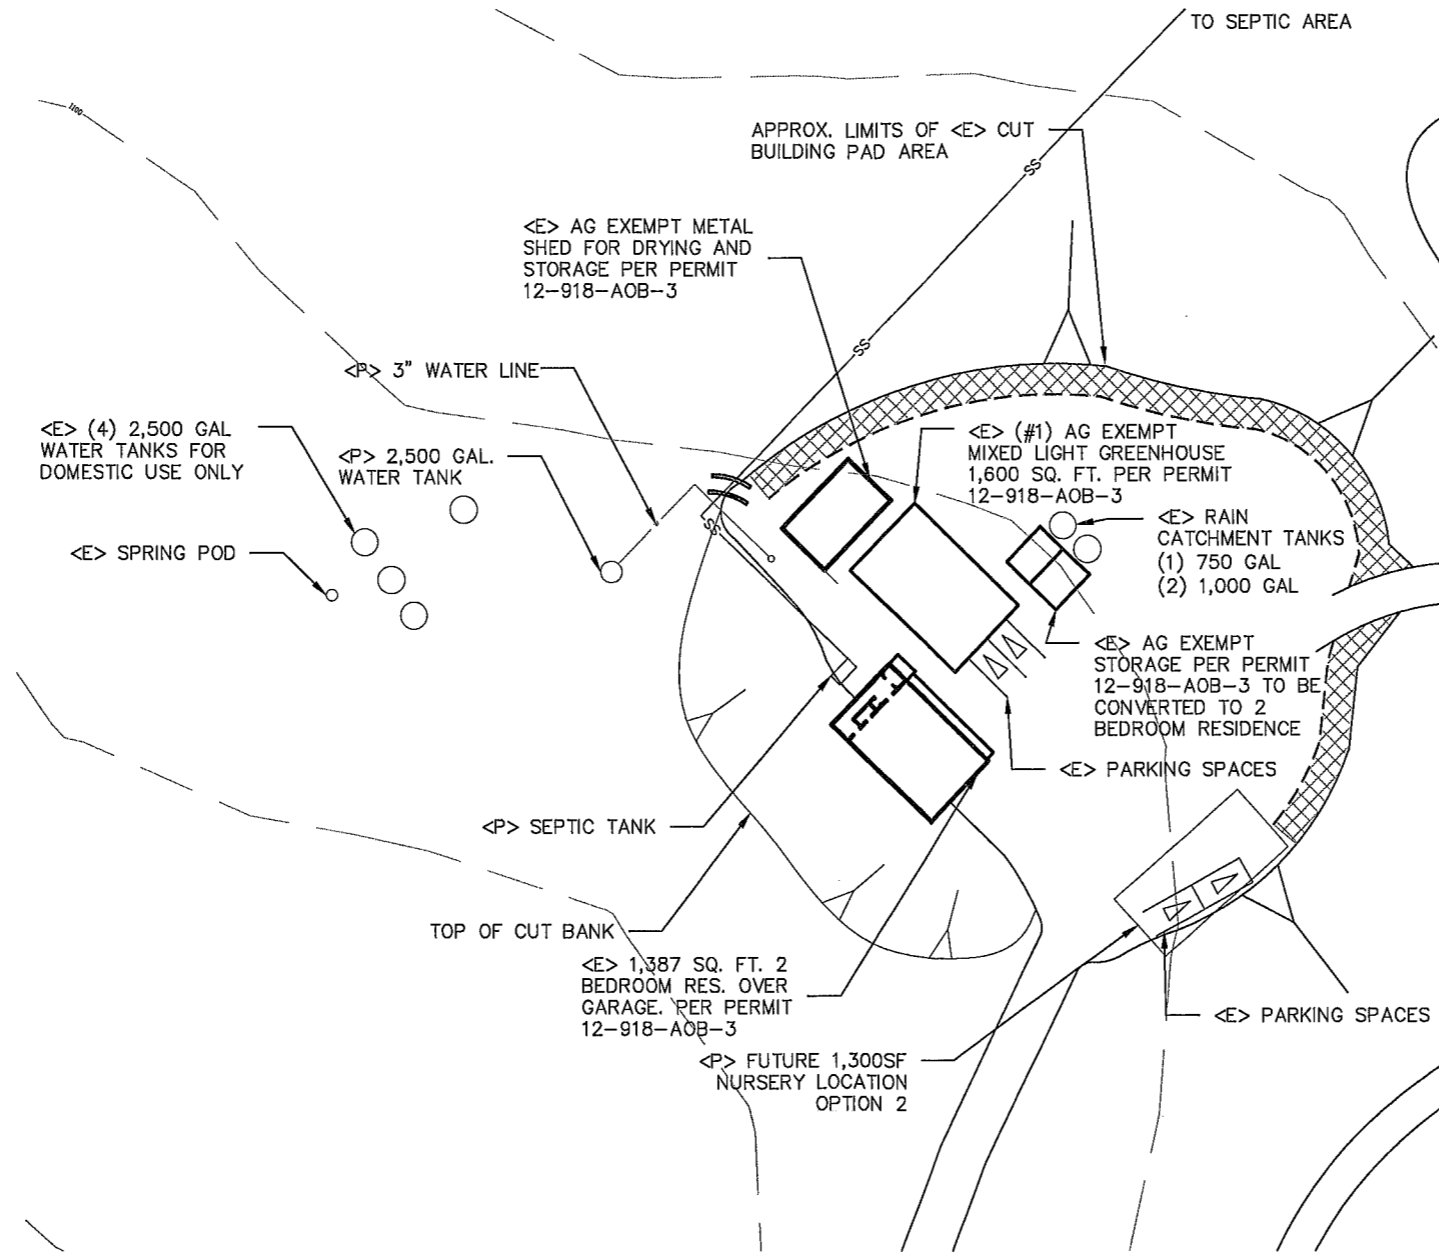 TO SEPTIC AREA
1100
APPROX. LIMITS OF <E> CUT
BUILDING PAD AREA
SS
<E> AG EXEMPT METAL
SHED FOR DRYING AND
STORAGE PER PERMIT
12-918-AOB-3
SS
<P> 3" WATER LINE
<E> (4) 2,500 GAL
WATER TANKS FOR
DOMESTIC USE ONLY
<P> 2,500 GAL.
WATER TANK
<E> (#1) AG EXEMPT
MIXED LIGHT GREENHOUSE
1,600 SQ. FT. PER PERMIT
12-918-AOB-3
<E> SPRING POD
SS
<E> RAIN
CATCHMENT TANKS
(1) 750 GAL
(2) 1,000 GAL
<E> AG EXEMPT
STORAGE PER PERMIT
12-918-AOB-3 TO BE
CONVERTED TO 2
BEDROOM RESIDENCE
<E> PARKING SPACES
<P> SEPTIC TANK
TOP OF CUT BANK
<E> 1,387 SQ. FT. 2
BEDROOM RES. OVER
GARAGE. PER PERMIT
12-918-AOB-3
<E> PARKING SPACES
<P> FUTURE 1,300SF
NURSERY LOCATION
OPTION 2